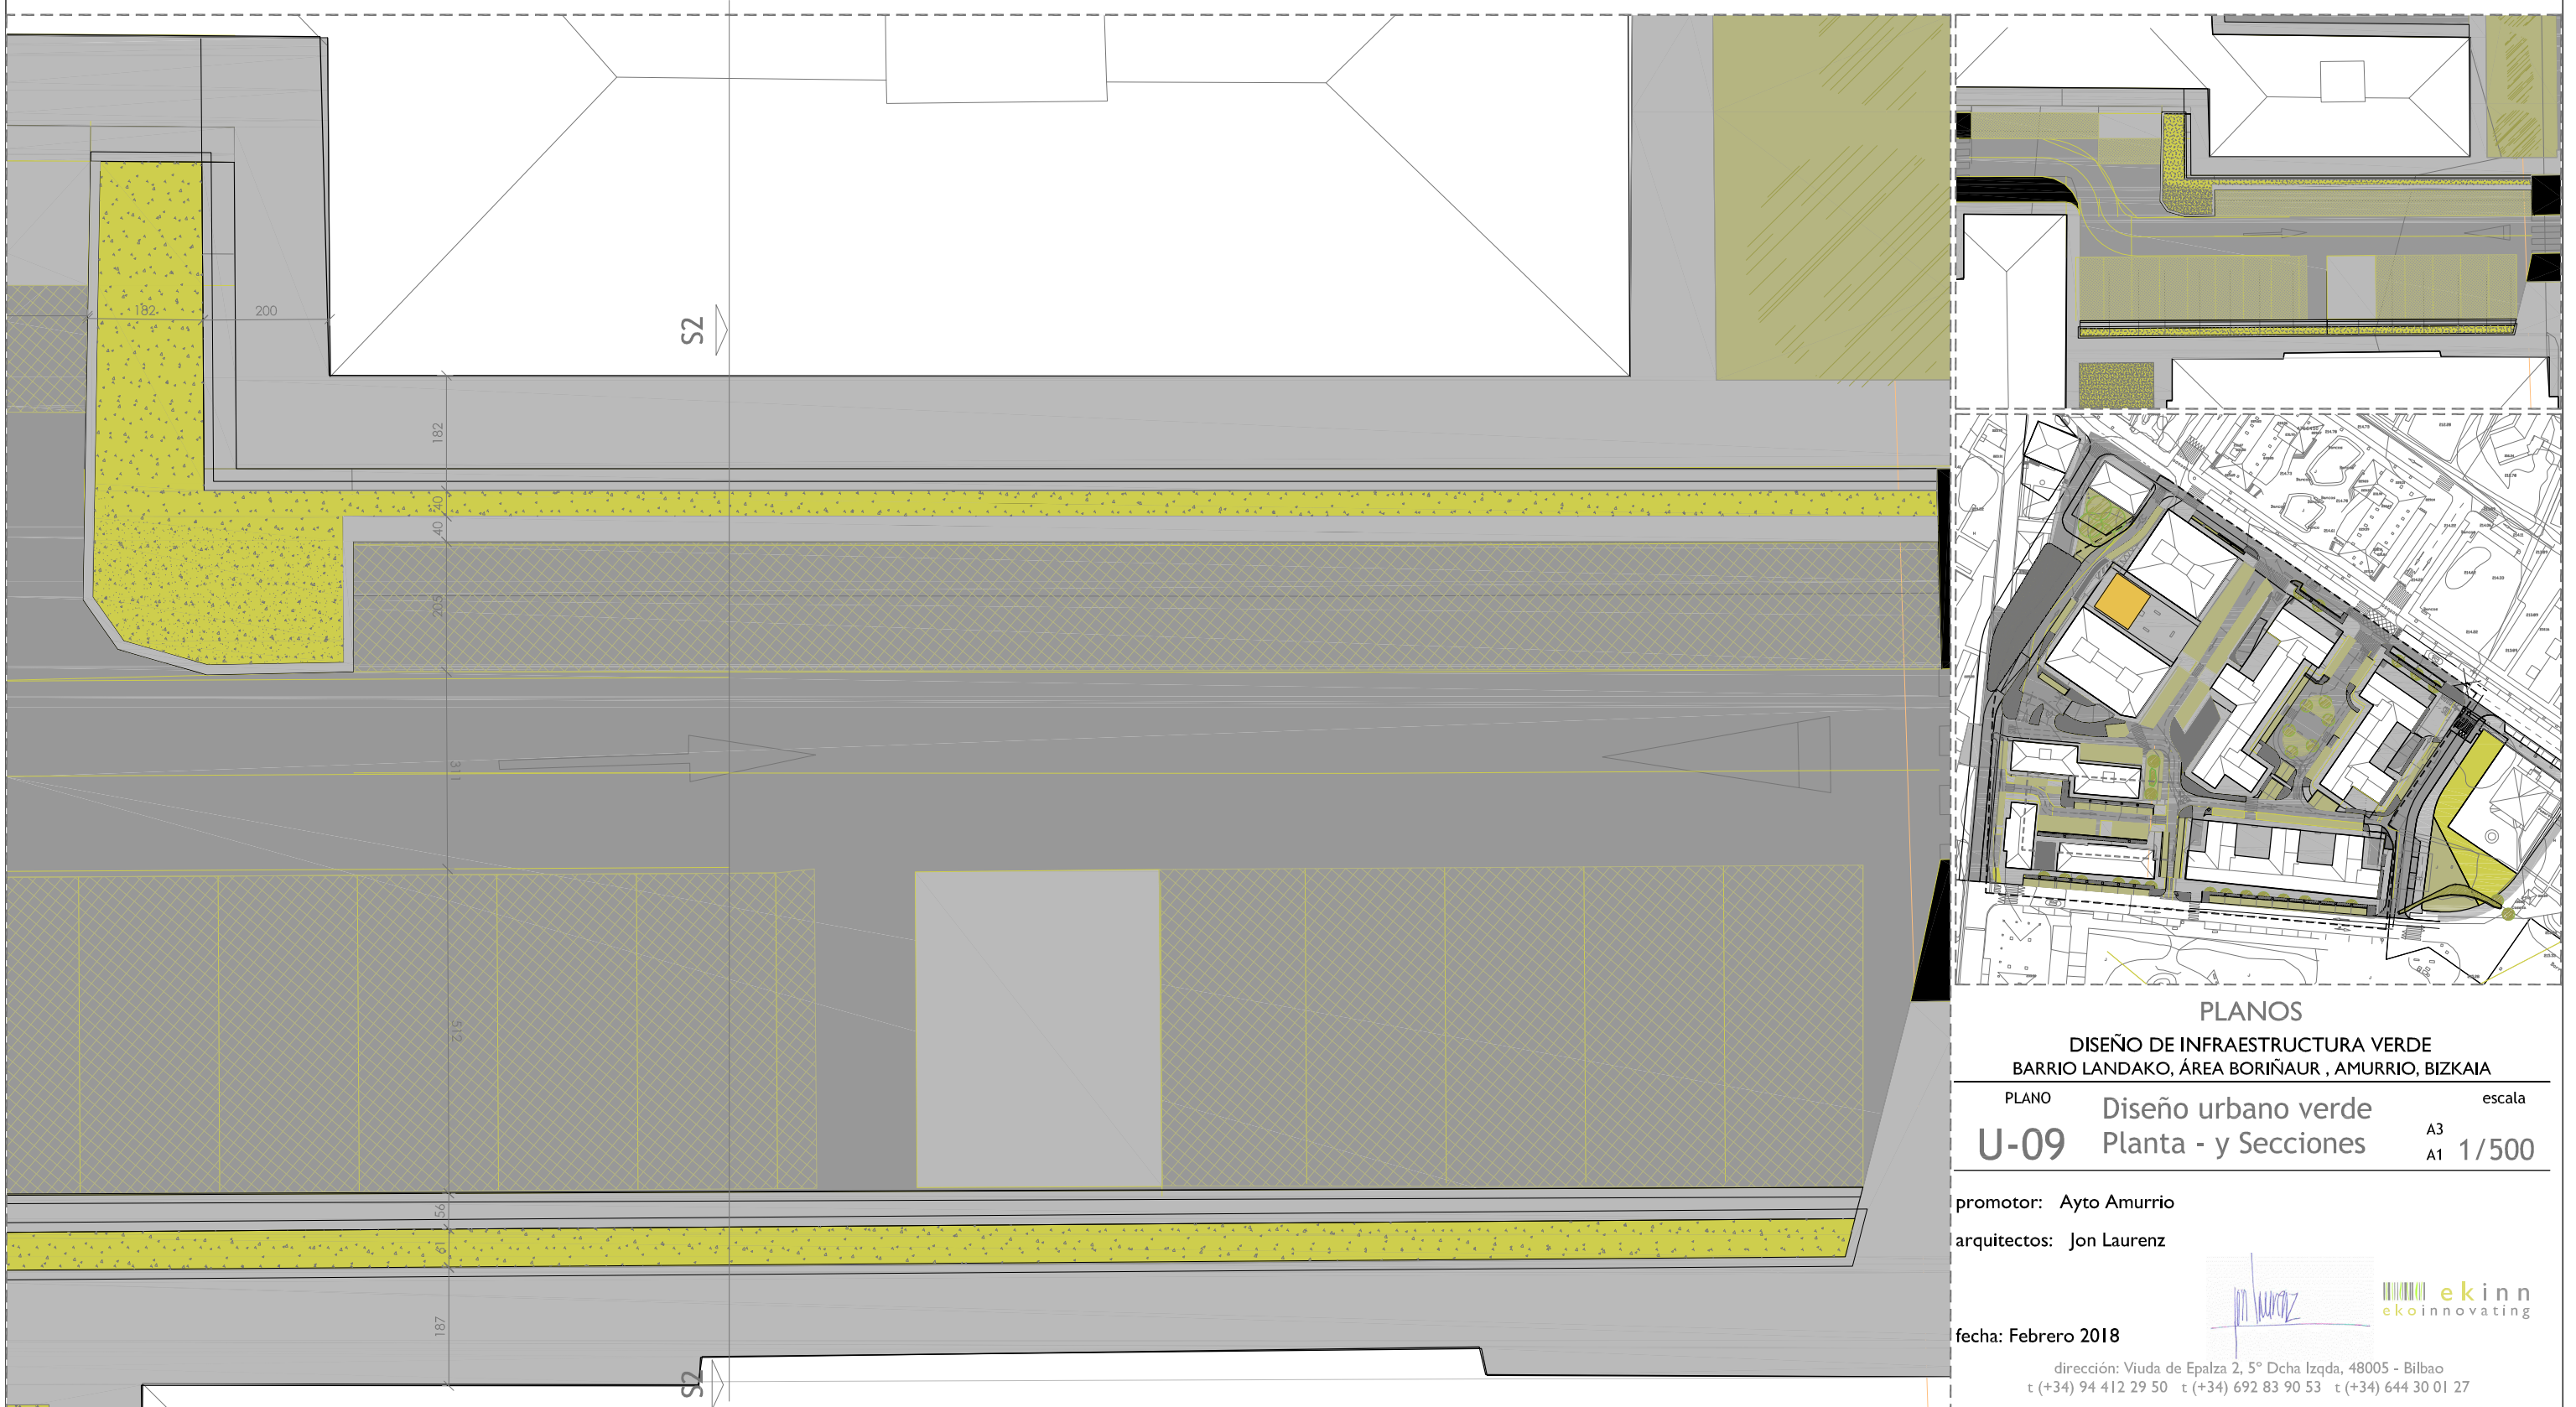 182
200
S2
182
40
40
205
311
512
56
61
187
S2
PLANOS
DISEÑO DE INFRAESTRUCTURA VERDE
BARRIO LANDAKO, ÁREA BORIÑAUR , AMURRIO, BIZKAIA
PLANO
escala
U-09
Diseño urbano verde
Planta - y Secciones
A3
A1 1/500
promotor: Ayto Amurrio
arquitectos: Jon Laurenz
jon laurenz
ekinn
ekoinnovating
fecha: Febrero 2018
dirección: Viuda de Epalza 2, 5º Dcha Izqda, 48005 - Bilbao
t (+34) 94 412 29 50 t (+34) 692 83 90 53 t (+34) 644 30 01 27